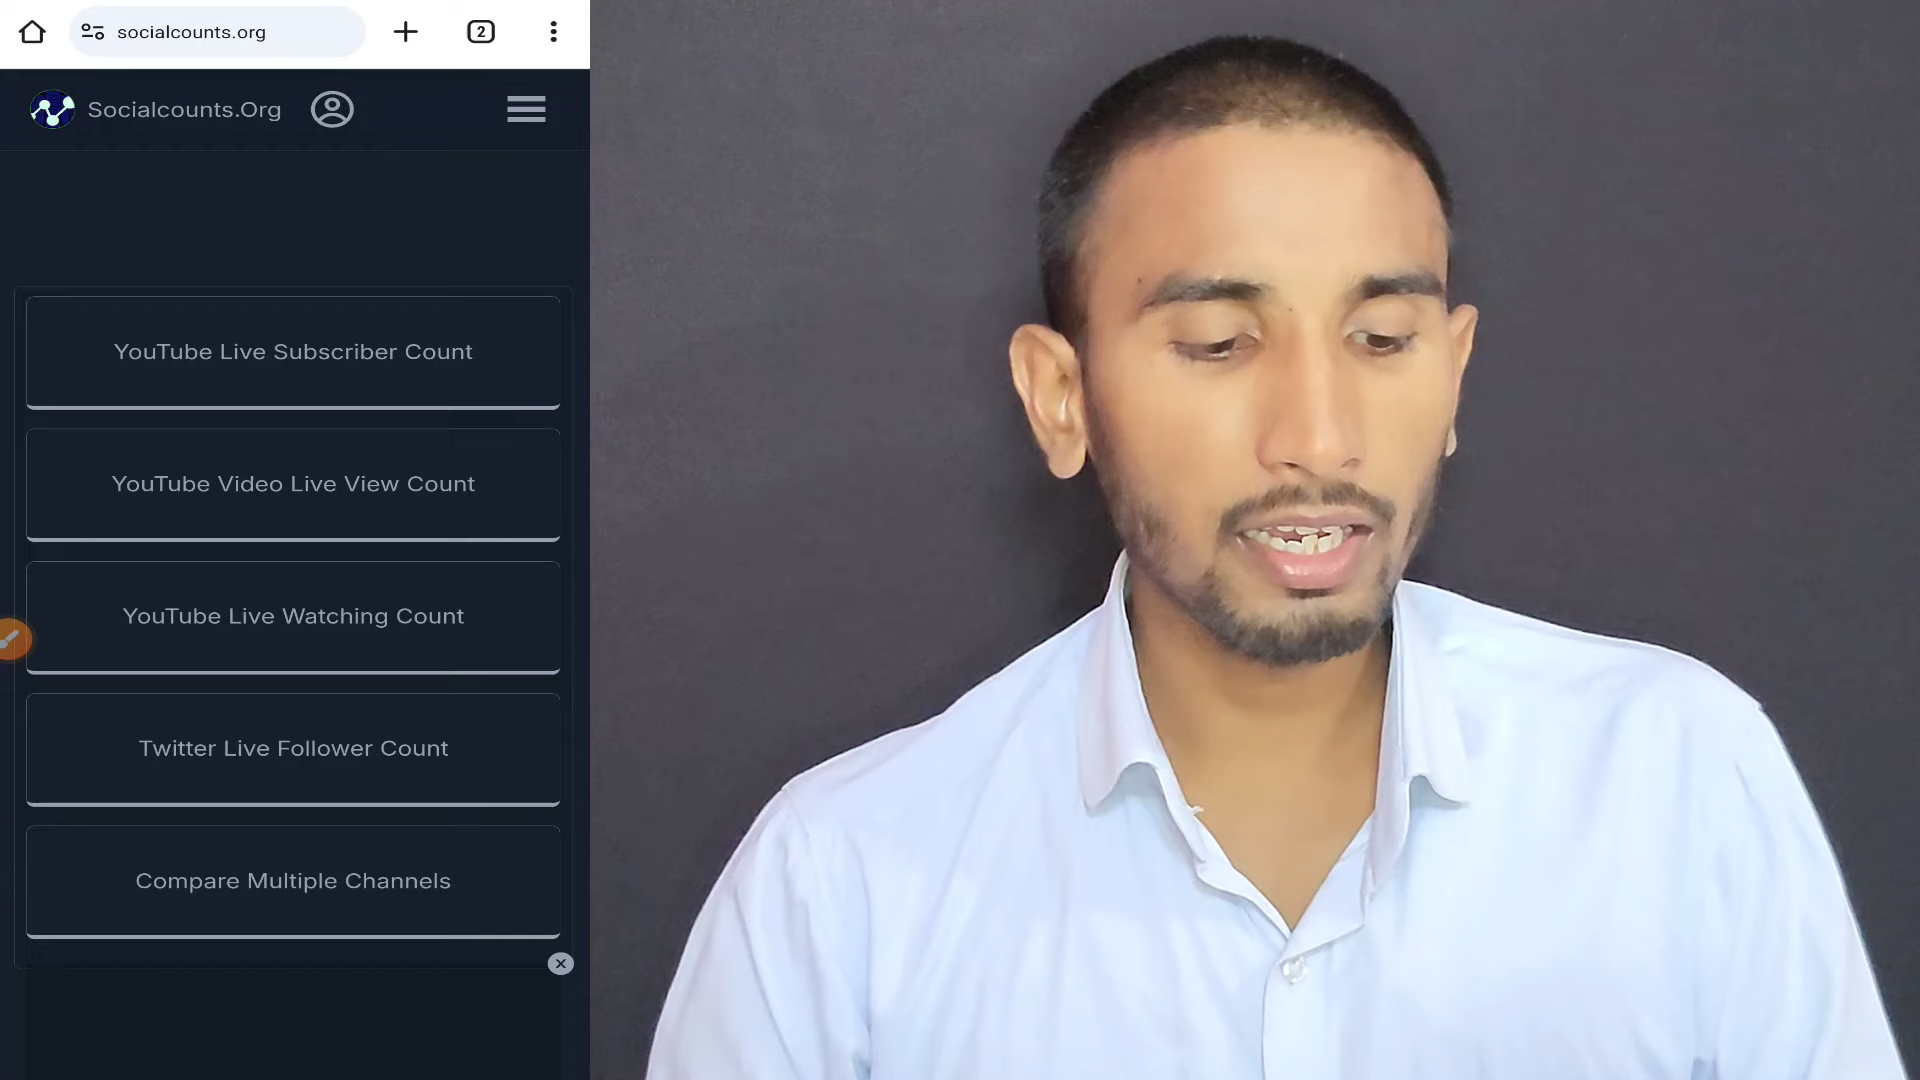 socialcounts.org
2
Socialcounts.Org
YouTube Live Subscriber Count
YouTube Video Live View Count
YouTube Live Watching Count
Twitter Live Follower Count
Compare Multiple Channels